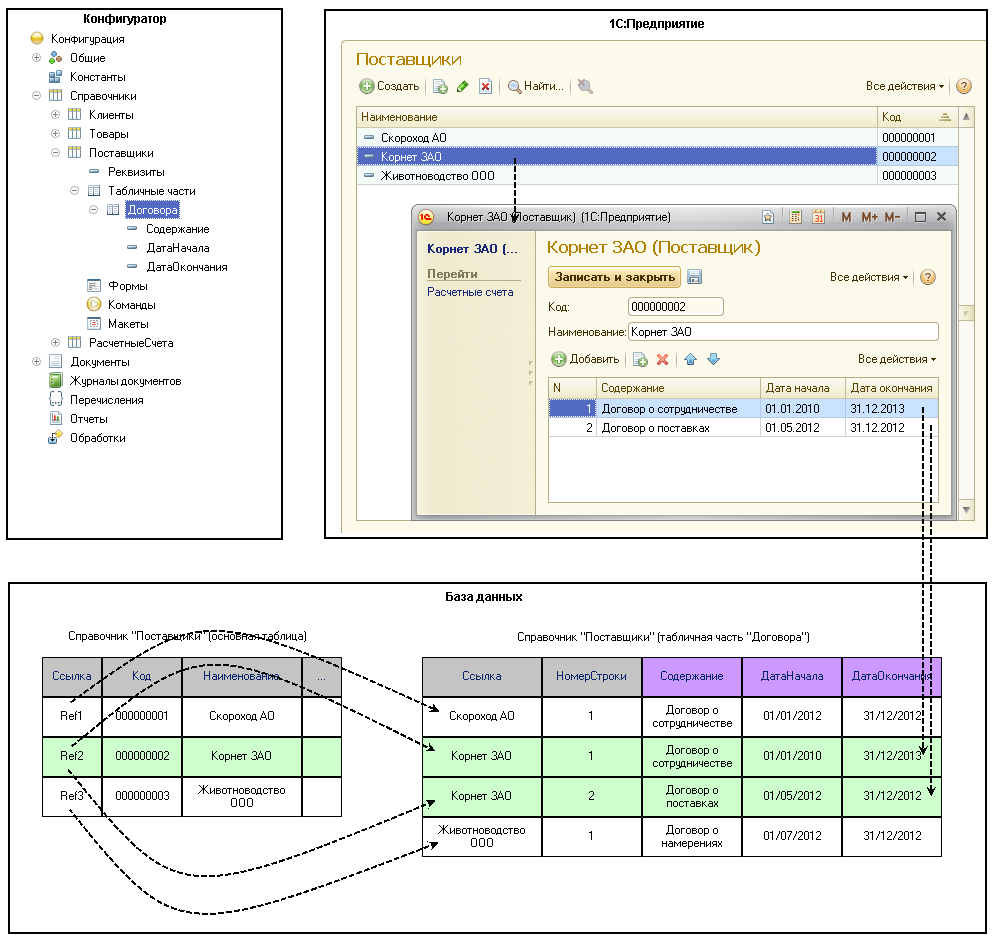 Конфигуратор
Конфигурация
Общие
Константы
Справочники
Клиенты
Товары
Поставщики
Реквизиты
Табличные части
Договора
Содержание
ДатаНачала
ДатаОкончания
Формы
Команды
Макеты
РасчетныеСчета
Документы
Журналы документов
Перечисления
Отчеты
Обработки
1С:Предприятие
Поставщики
Создать Найти... Все действия ?
Наименование Код
Скороход АО 000000001
Корнет ЗАО 000000002
Животноводство ООО 000000003
1С Корнет ЗАО (Поставщик) (1С:Предприятие) 31 M M+ M-
Корнет ЗАО (...
Перейти
Расчетные счета
Корнет ЗАО (Поставщик)
Записать и закрыть Все действия ?
Код: 000000002
Наименование: Корнет ЗАО
Добавить Все действия
N Содержание Дата начала Дата окончания
1 Договор о сотрудничестве 01.01.2010 31.12.2013
2 Договор о поставках 01.05.2012 31.12.2012
База данных
Справочник "Поставщики" (основная таблица)
Ссылка Код Наименование ...
Ref1 000000001 Скороход АО
Ref2 000000002 Корнет ЗАО
Ref3 000000003 Животноводство
ООО
Справочник "Поставщики" (табличная часть "Договора")
Ссылка НомерСтроки Содержание ДатаНачала ДатаОкончания
Скороход АО 1 Договор о
сотрудничестве 01/01/2012 31/12/2012
Корнет ЗАО 1 Договор о
сотрудничестве 01/01/2010 31/12/2013
Корнет ЗАО 2 Договор о
поставках 01/05/2012 31/12/2012
Животноводство
ООО 1 Договор о
намерениях 01/07/2012 31/12/2012